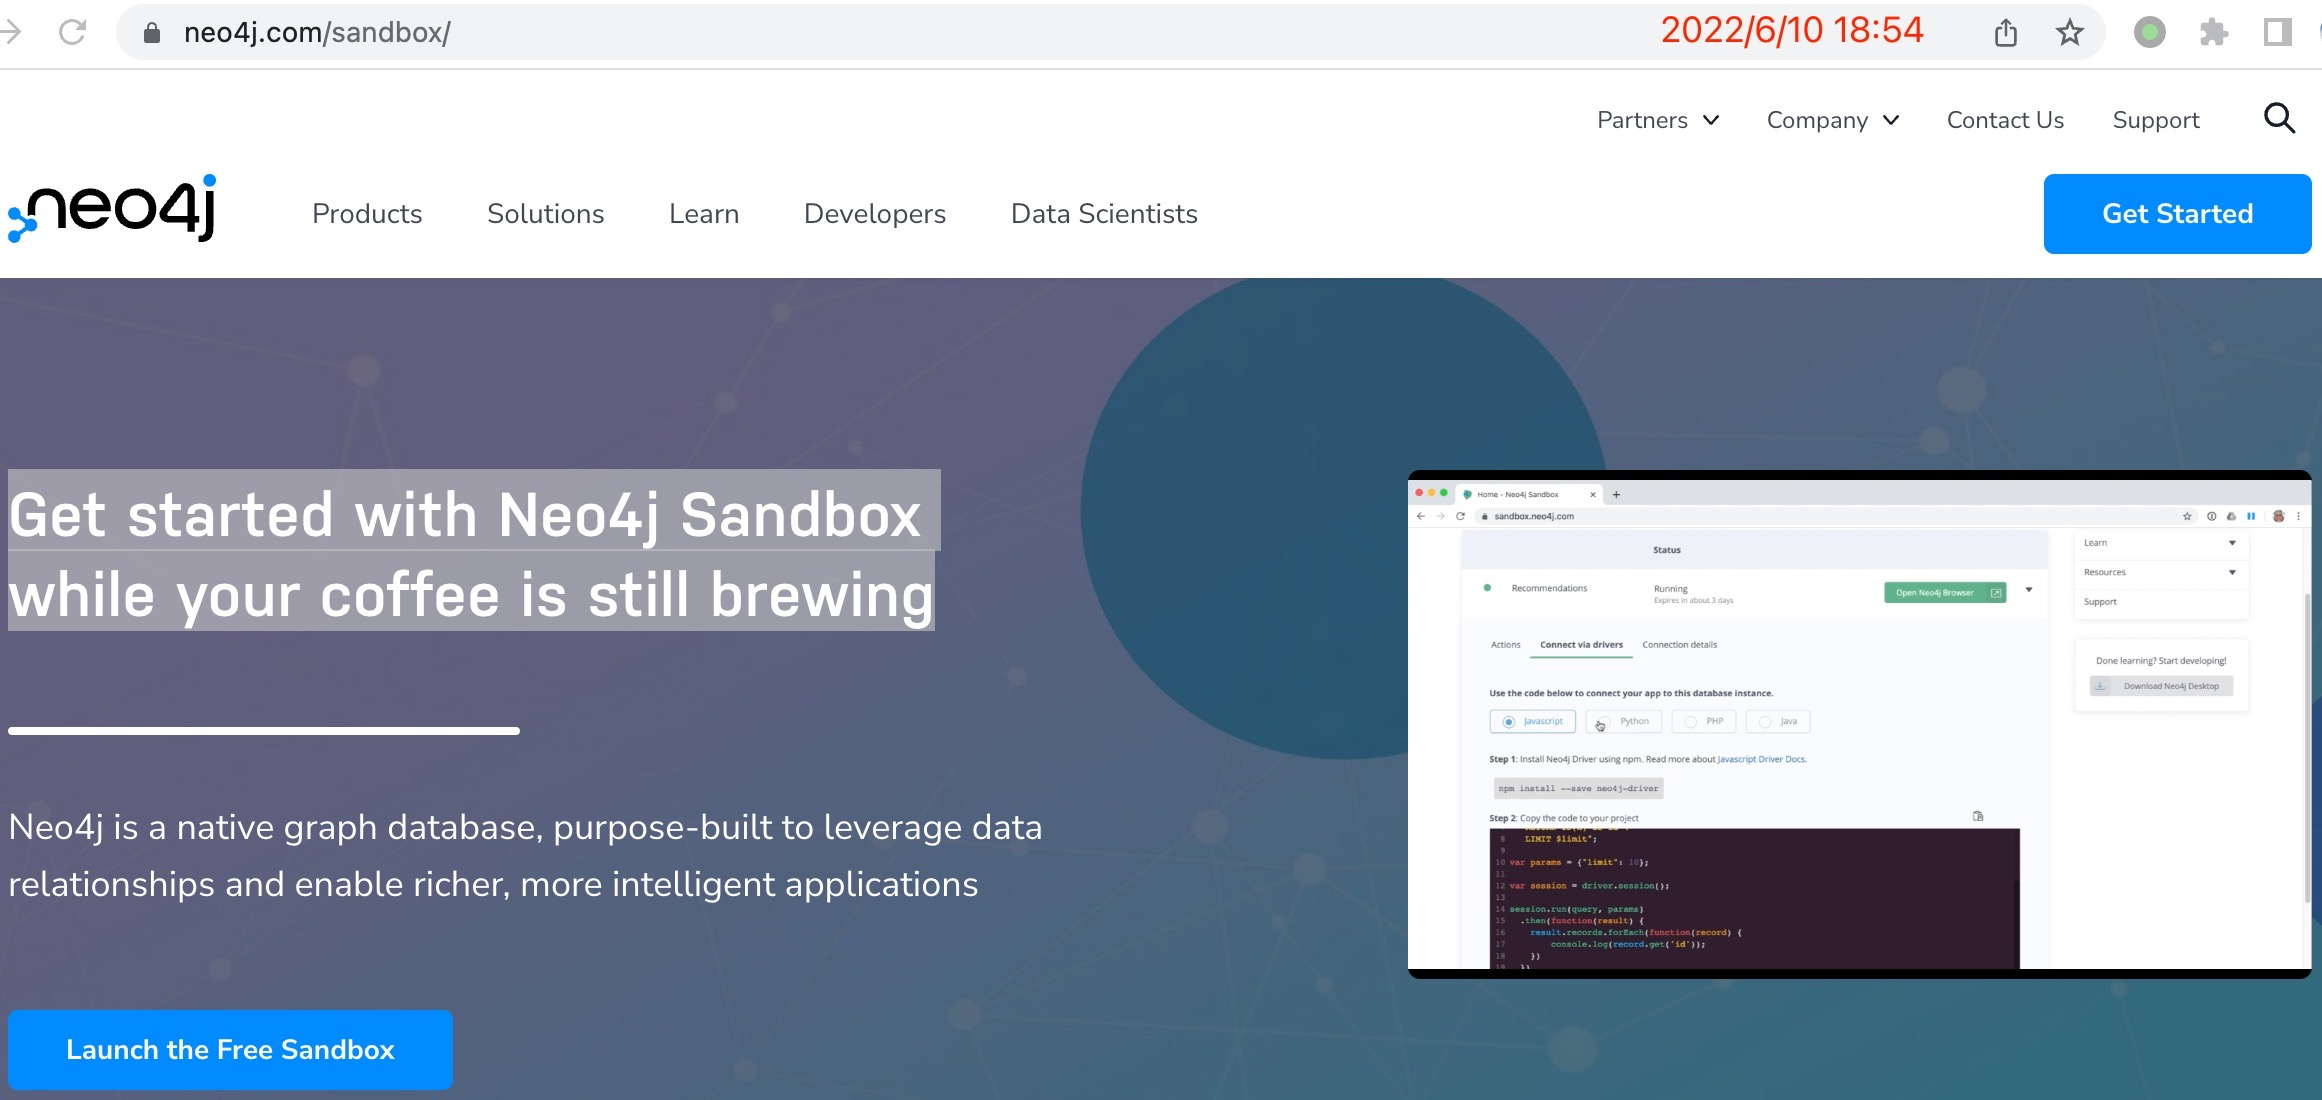 neo4j.com/sandbox/
2022/6/10 18:54
Partners Company Contact Us Support
neo4j Products Solutions Learn Developers Data Scientists Get Started
Get started with Neo4j Sandbox
while your coffee is still brewing
Neo4j is a native graph database, purpose-built to leverage data
relationships and enable richer, more intelligent applications
Launch the Free Sandbox
Home - Neo4j Sandbox
sandbox.neo4j.com
Status
Recommendations Running Open Neo4j Browser
Expires in about 3 days
Actions Connect via drivers Connection details
Use the code below to connect your app to this database instance.
Javascript Python PHP Java
Step 1: Install Neo4j Driver using npm. Read more about Javascript Driver Docs.
npm install --save neo4j-driver
Step 2: Copy the code to your project
8 LIMIT $limit";
9
10 var params = {"limit": 10};
11
12 var session = driver.session();
13
14 session.run(query, params)
15 .then(function(result) {
16 result.records.forEach(function(record) {
17 console.log(record.get('id'));
18 })
19 })
Learn
Resources
Support
Done learning? Start developing!
Download Neo4j Desktop